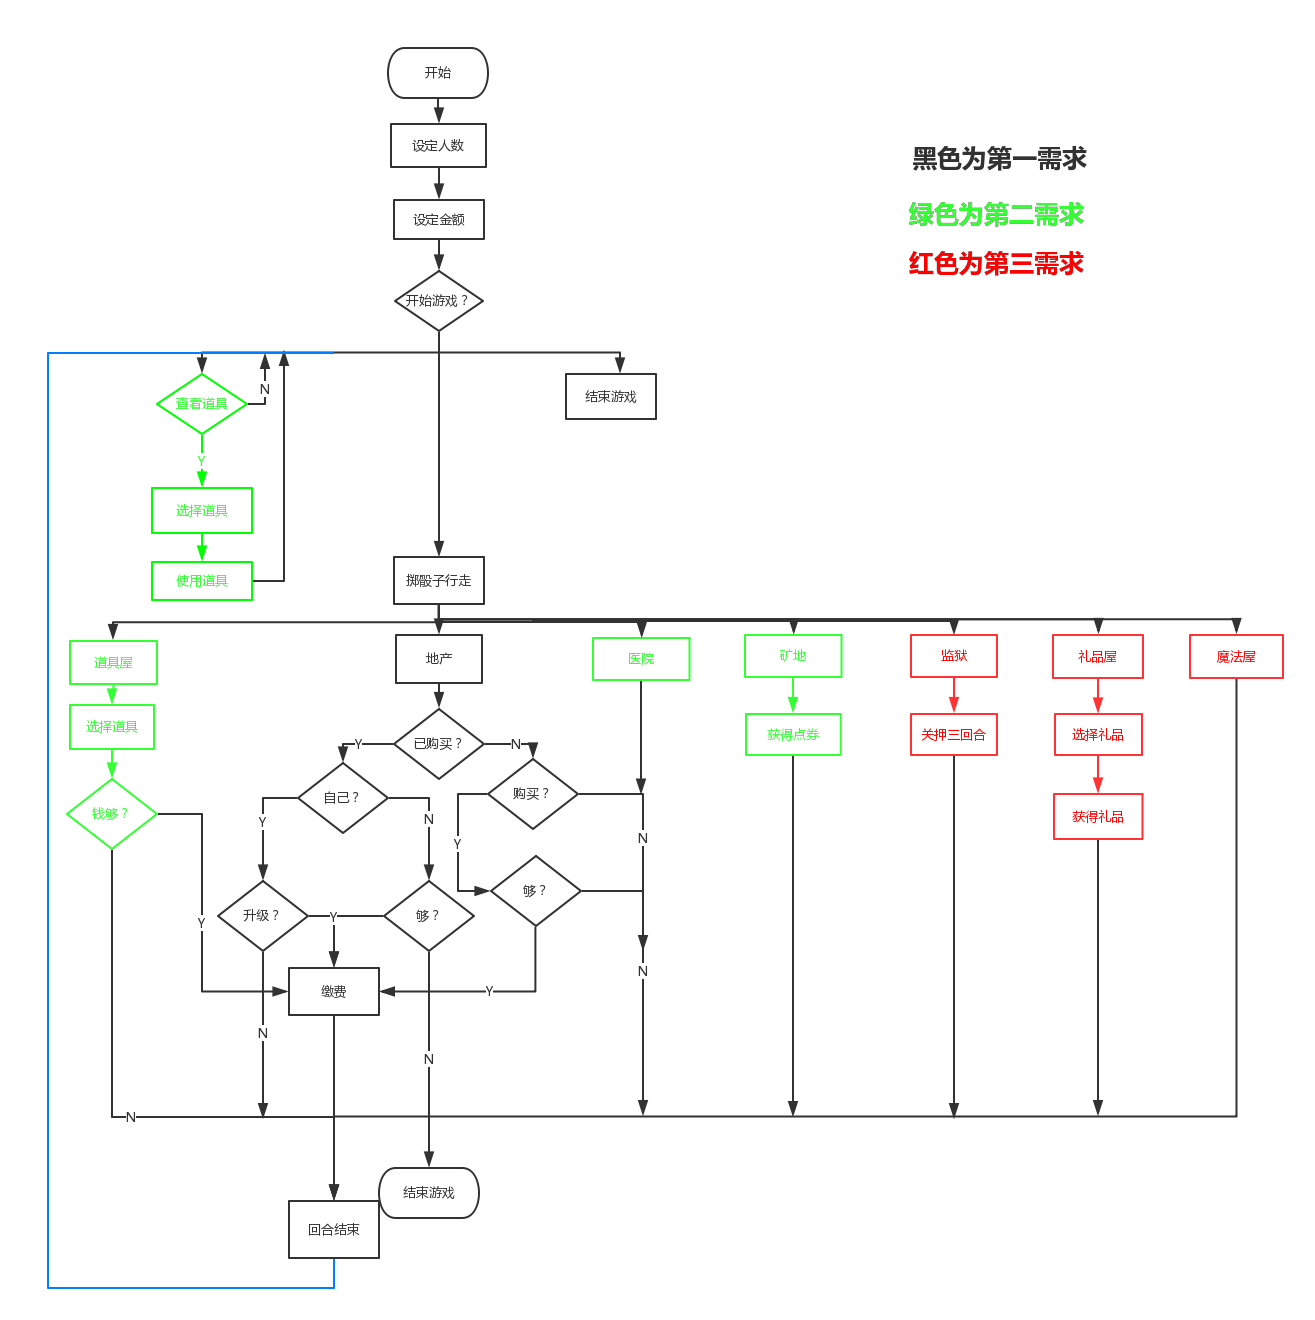 开始
设定人数
黑色为第一需求
设定金额
绿色为第二需求
红色为第三需求
开始游戏？
查看道具
N
结束游戏
Y
选择道具
使用道具
掷骰子行走
道具屋
地产
医院
矿地
监狱
礼品屋
魔法屋
选择道具
获得点券
关押三回合
选择礼品
Y
已购买？
N
自己？
购买？
钱够？
获得礼品
Y
N
Y
N
够？
升级？
Y
够？
Y
N
缴费
Y
N
N
N
结束游戏
回合结束